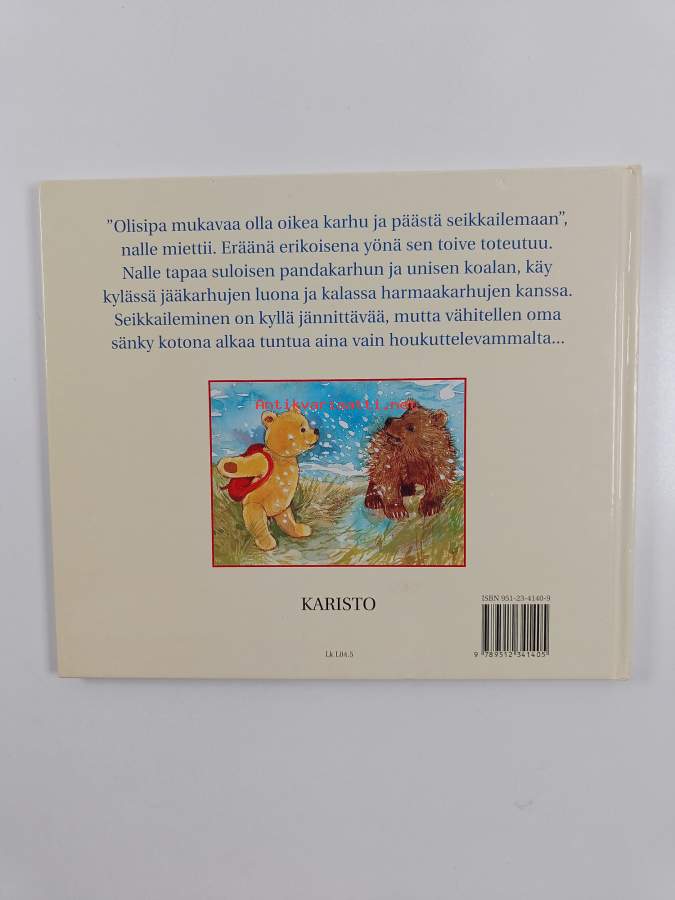 ”Olisipa mukavaa olla oikea karhu ja päästä seikkailemaan”,
nalle miettii. Eräänä erikoisena yönä sen toive toteutuu.
Nalle tapaa suloisen pandakarhun ja unisen koalan, käy
kylässä jääkarhujen luona ja kalassa harmaakarhujen kanssa.
Seikkaileminen on kyllä jännittävää, mutta vähitellen oma
sänky kotona alkaa tuntua aina vain houkuttelevammalta...
Antikvariaatti.net
KARISTO
ISBN 951-23-4140-9
Lk L84.5
9 789512 341405